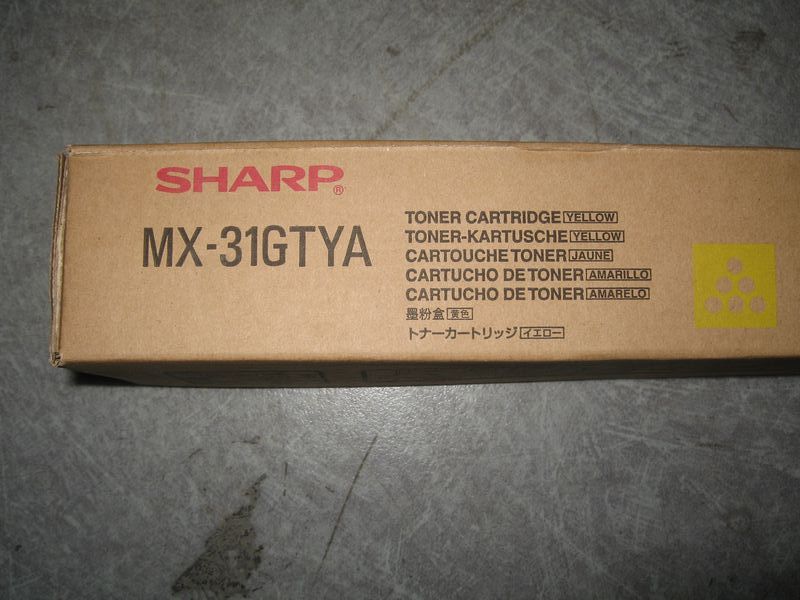 SHARP®
MX-31GTYA
TONER CARTRIDGE YELLOW
TONER-KARTUSCHE YELLOW
CARTOUCHE TONER JAUNE
CARTUCHO DE TONER AMARILLO
CARTUCHO DE TONER AMARELO
墨粉盒 黄色
トナーカートリッジ イエロー